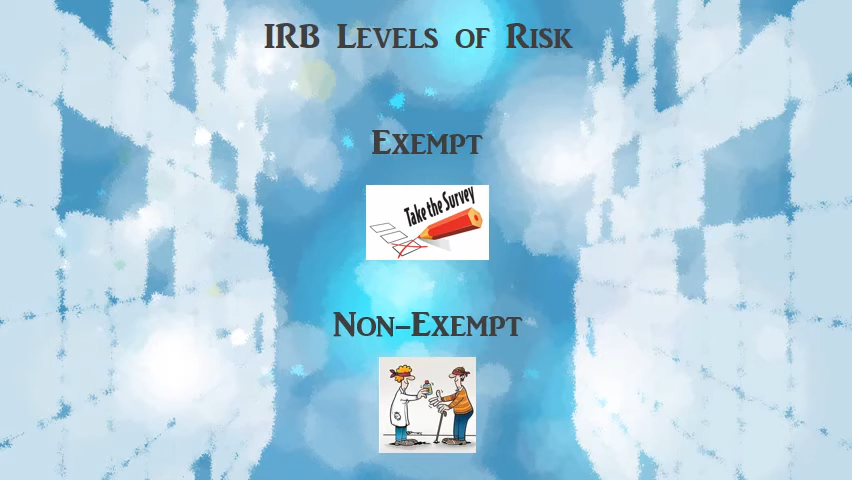 IRB Levels of Risk
Exempt
Take the Survey
Non-Exempt